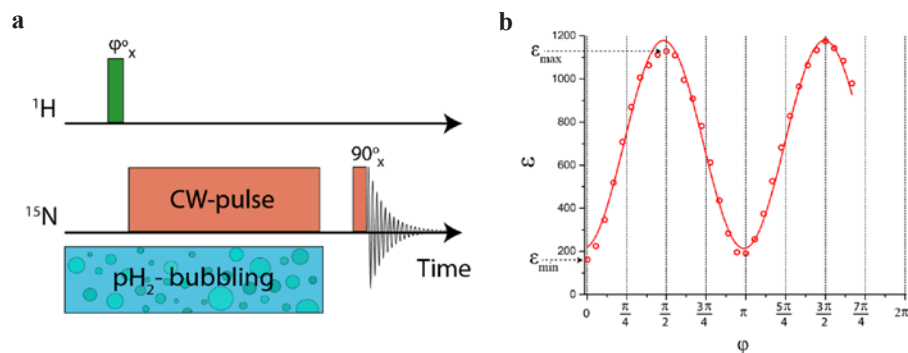 a
φ°ₓ
¹H
90°ₓ
CW-pulse
¹⁵N
Time
pH₂-bubbling
b
1200
εmax
1000
800
ε
600
400
200
εmin
0
0 π/4 π/2 3π/4 π 5π/4 3π/2 7π/4 2π
φ